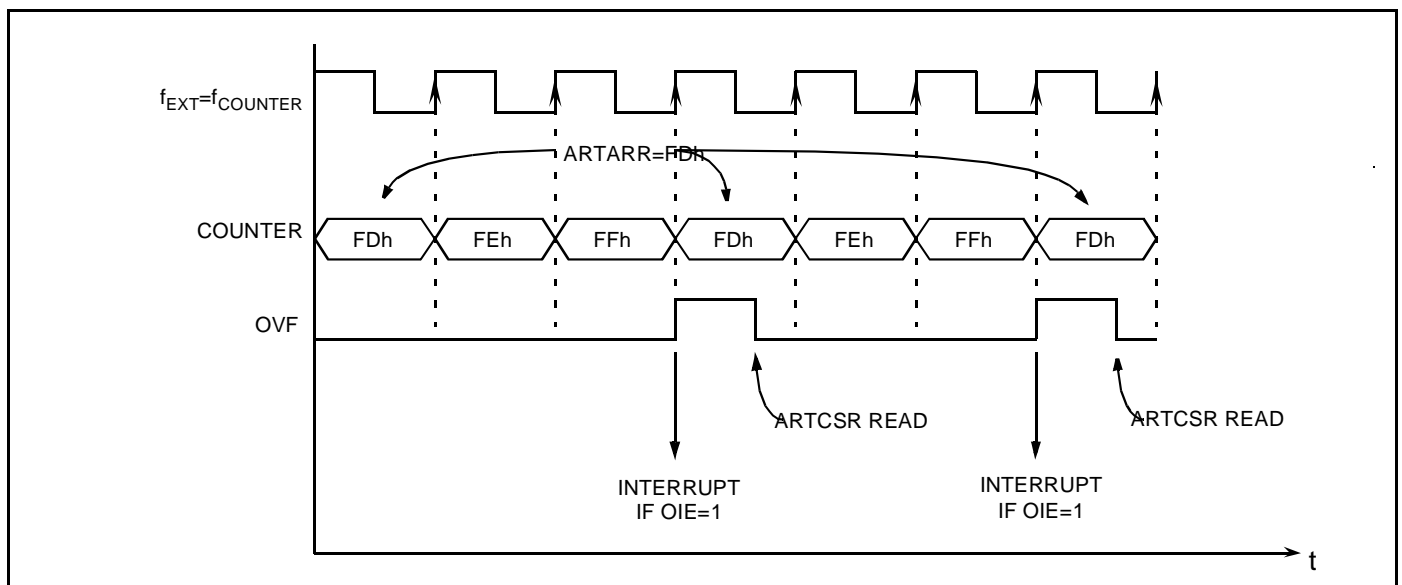 fEXT=fCOUNTER
ARTARR=FDh
COUNTER
FDh
FEh
FFh
FDh
FEh
FFh
FDh
OVF
ARTCSR READ
ARTCSR READ
INTERRUPT
IF OIE=1
INTERRUPT
IF OIE=1
t